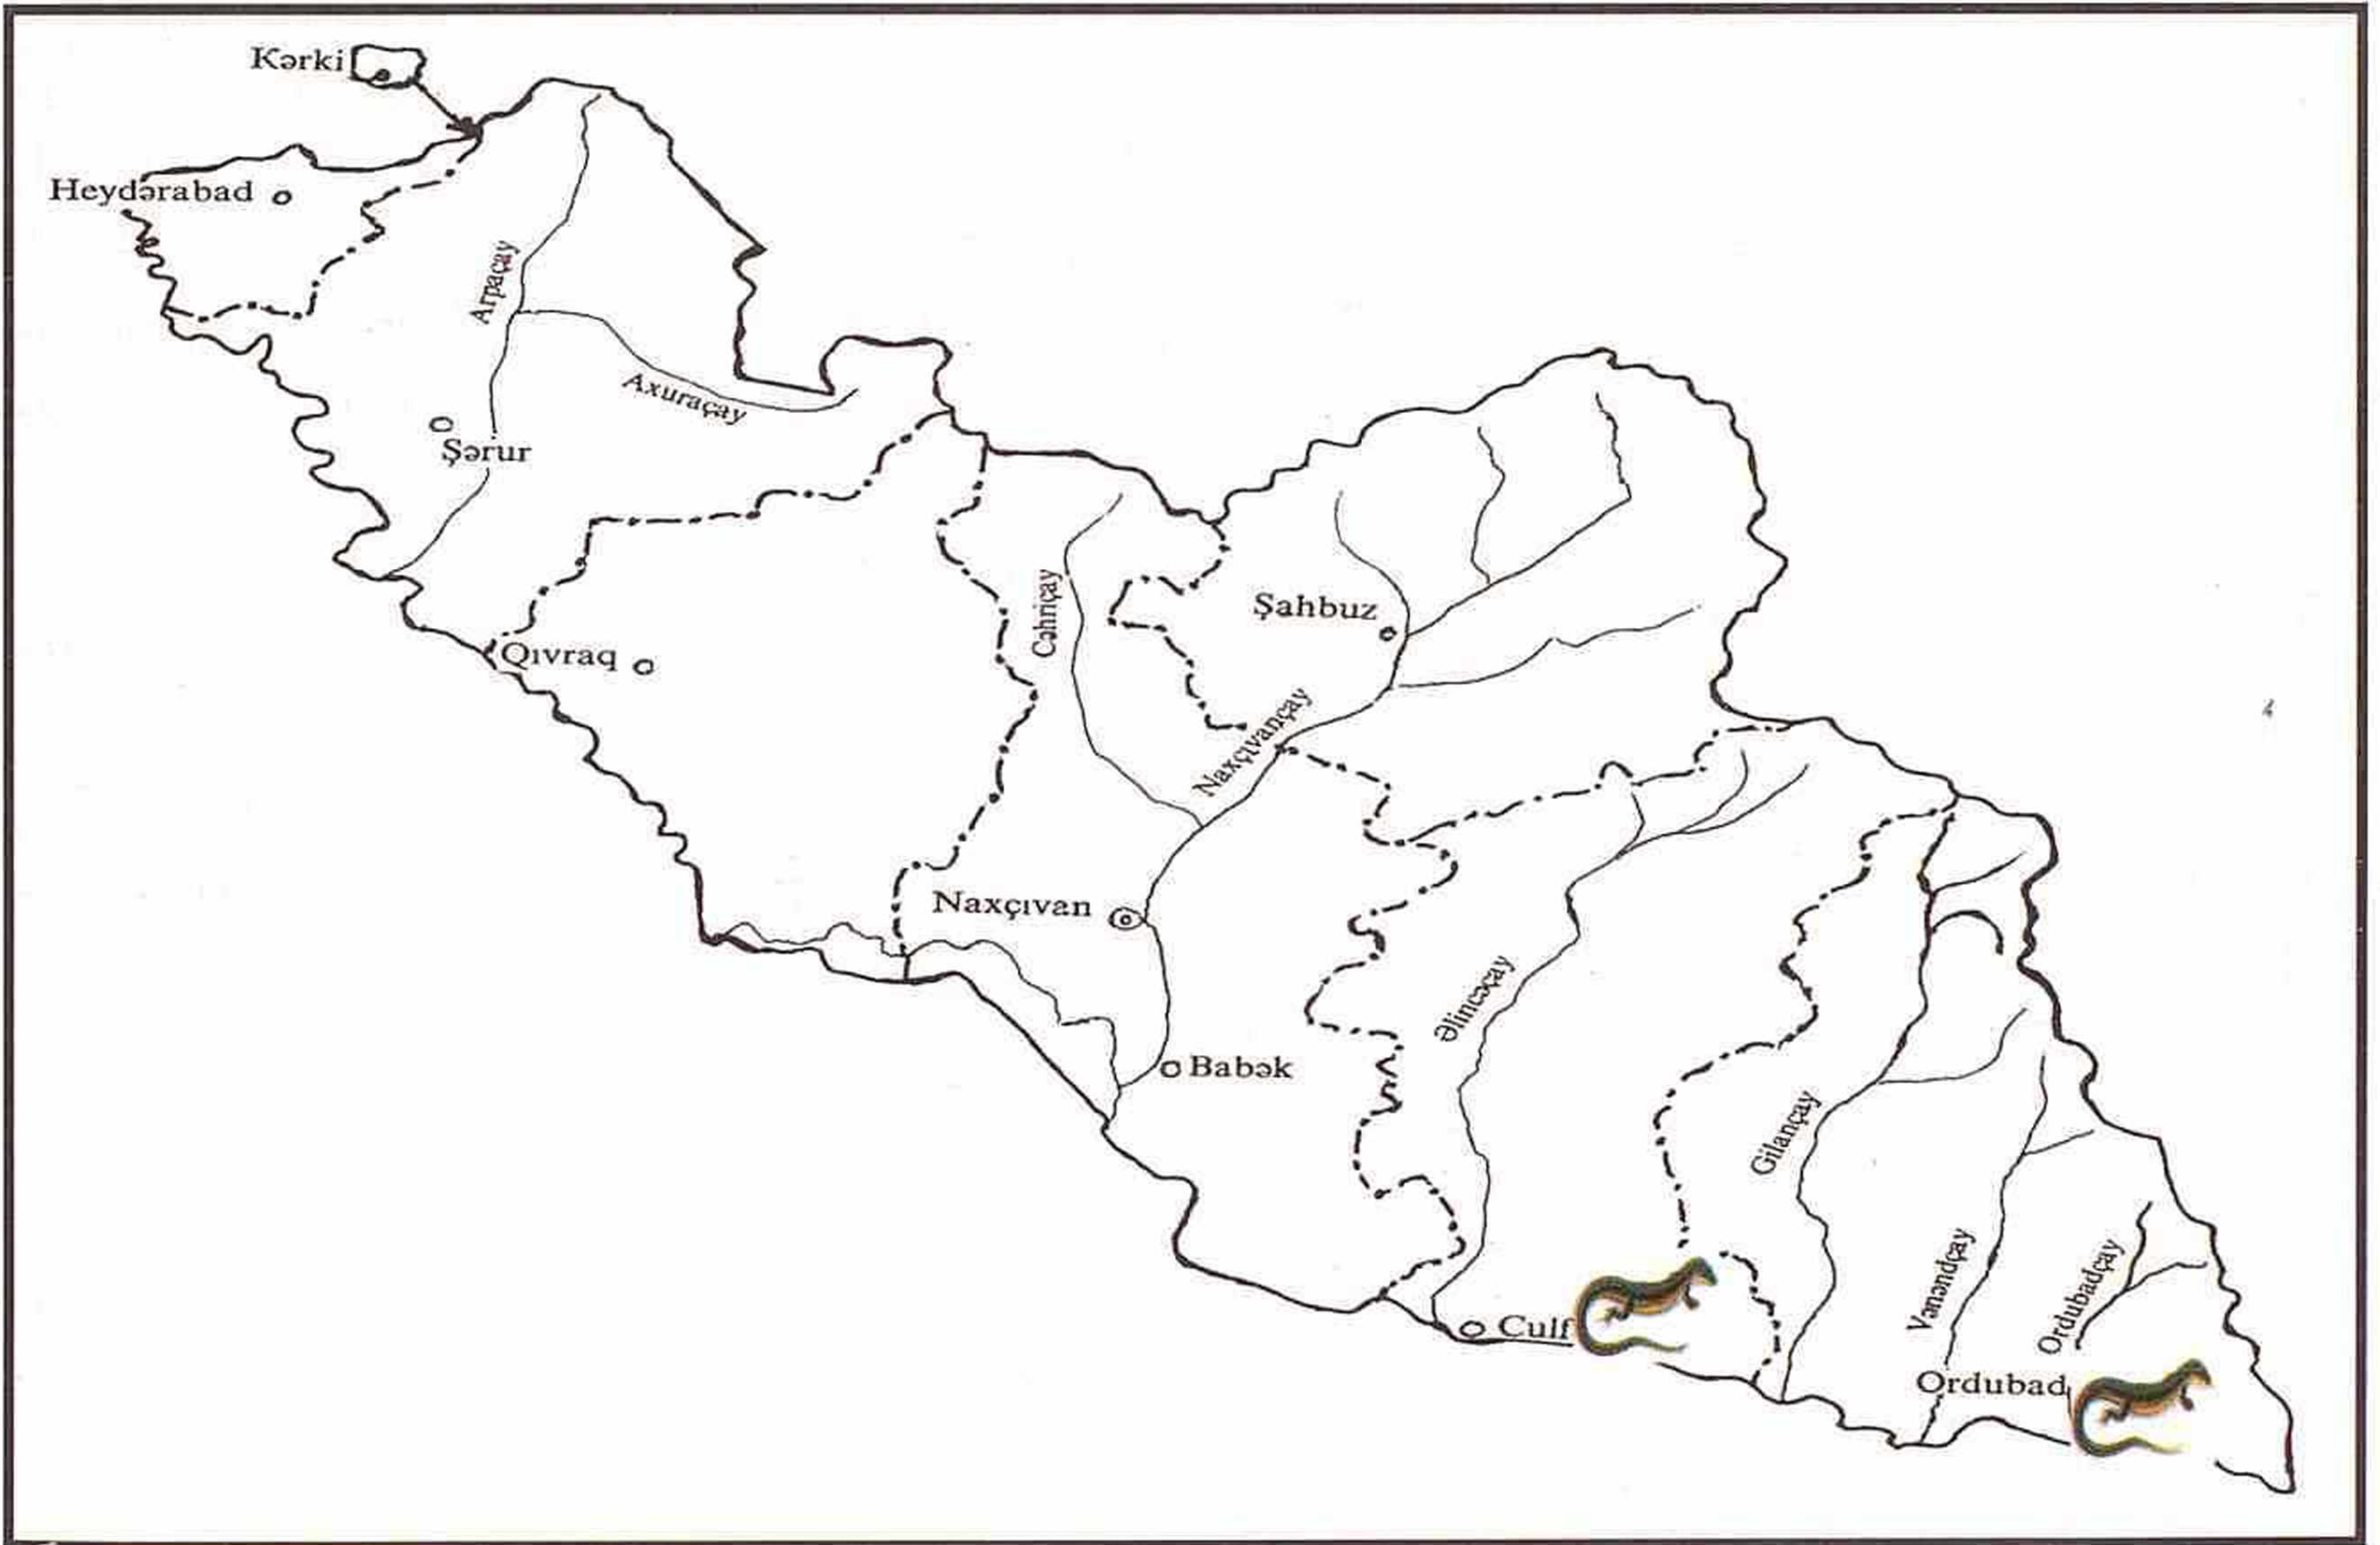 Kərki
Heydərabad
Arpaçay
Axuraçay
Şərur
Qıvraq
Cəhriçay
Şahbuz
Naxçıvançay
Naxçıvan
Babək
Əlincəçay
Gilançay
Vənəndçay
Ordubadçay
Culf
Ordubad